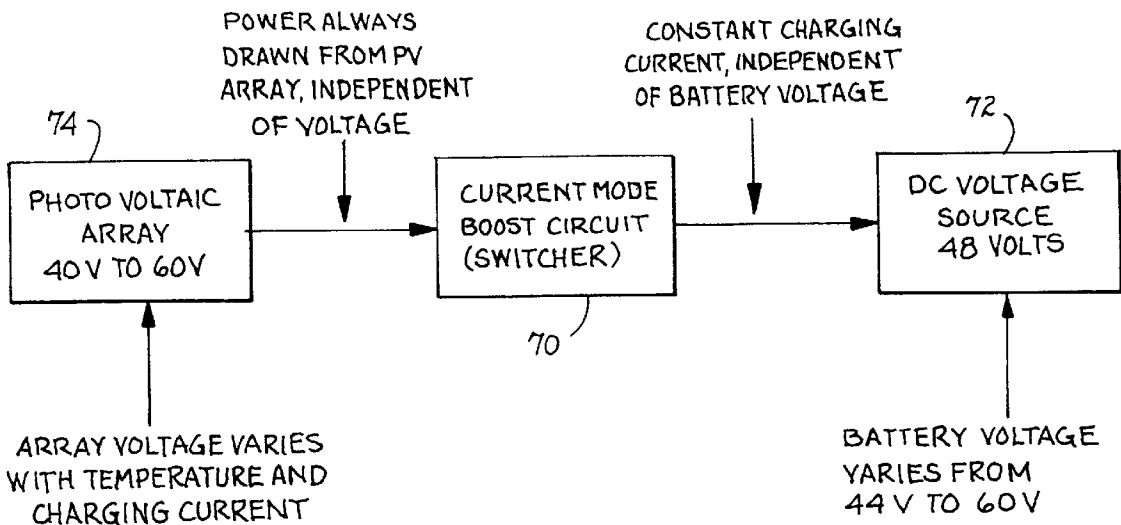 POWER ALWAYS
DRAWN FROM PV
ARRAY, INDEPENDENT
OF VOLTAGE
CONSTANT CHARGING
CURRENT, INDEPENDENT
OF BATTERY VOLTAGE
74
PHOTO VOLTAIC
ARRAY
40V TO 60V
CURRENT MODE
BOOST CIRCUIT
(SWITCHER)
70
72
DC VOLTAGE
SOURCE
48 VOLTS
ARRAY VOLTAGE VARIES
WITH TEMPERATURE AND
CHARGING CURRENT
BATTERY VOLTAGE
VARIES FROM
44V TO 60V